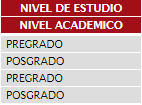 NIVEL DE ESTUDIO
NIVEL ACADEMICO
PREGRADO
POSGRADO
PREGRADO
POSGRADO